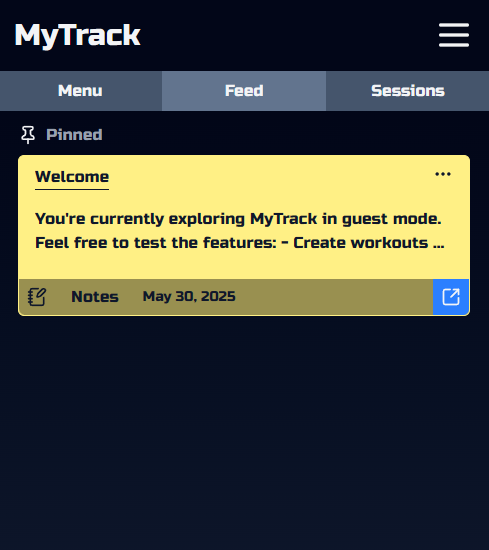 MyTrack
Menu Feed Sessions
Pinned
Welcome
You're currently exploring MyTrack in guest mode.
Feel free to test the features: - Create workouts ...
Notes May 30, 2025